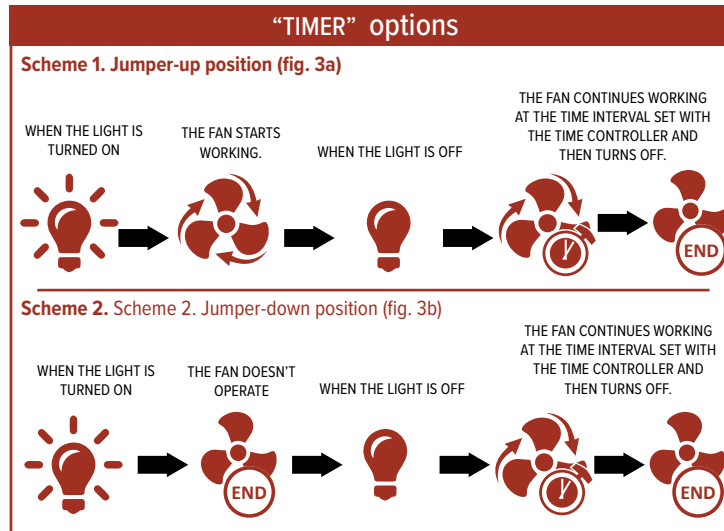 “TIMER” options
Scheme 1. Jumper-up position (fig. 3a)
WHEN THE LIGHT IS
TURNED ON
THE FAN STARTS
WORKING.
WHEN THE LIGHT IS OFF
THE FAN CONTINUES WORKING
AT THE TIME INTERVAL SET WITH
THE TIME CONTROLLER AND
THEN TURNS OFF.
END
Scheme 2. Scheme 2. Jumper-down position (fig. 3b)
WHEN THE LIGHT IS
TURNED ON
THE FAN DOESN’T
OPERATE
WHEN THE LIGHT IS OFF
THE FAN CONTINUES WORKING
AT THE TIME INTERVAL SET WITH
THE TIME CONTROLLER AND
THEN TURNS OFF.
END
END